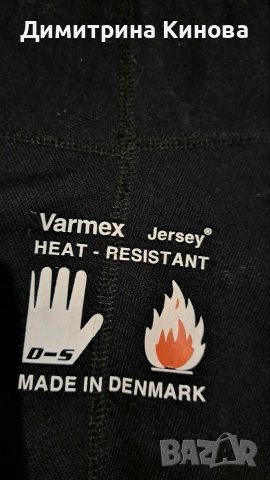 Димитрина Кинова
Varmex Jersey®
HEAT - RESISTANT
D-S
MADE IN DENMARK
BAZAR